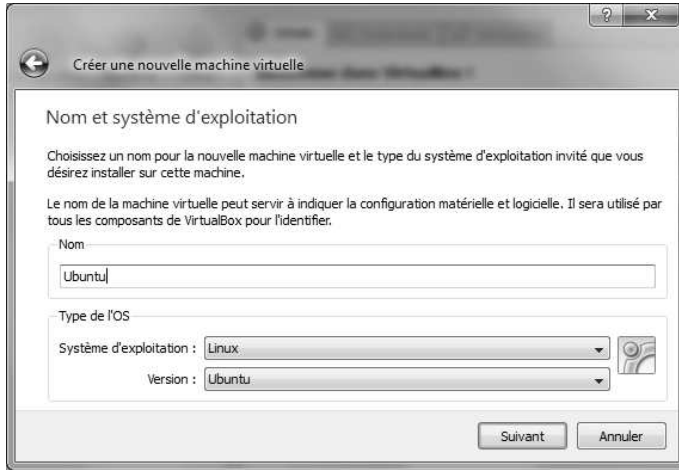 Créer une nouvelle machine virtuelle
Nom et système d'exploitation
Choisissez un nom pour la nouvelle machine virtuelle et le type du système d'exploitation invité que vous
désirez installer sur cette machine.
Le nom de la machine virtuelle peut servir à indiquer la configuration matérielle et logicielle. Il sera utilisé par
tous les composants de VirtualBox pour l'identifier.
Nom
Ubuntu
Type de l'OS
Système d'exploitation : Linux
Version : Ubuntu
Suivant Annuler